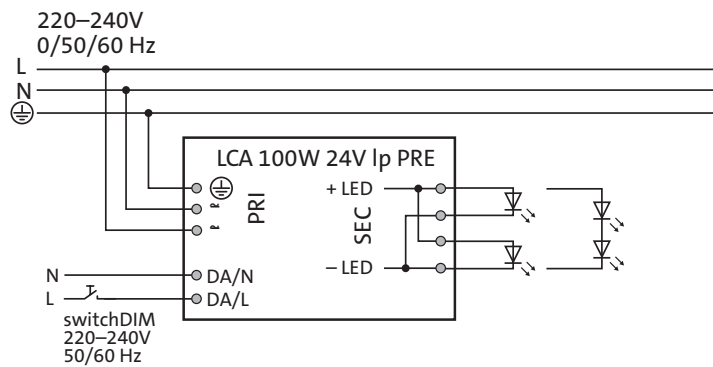 220–240V
0/50/60 Hz
L
N
LCA 100W 24V lp PRE
PRI
+ LED
SEC
– LED
N
DA/N
L
DA/L
switchDIM
220–240V
50/60 Hz